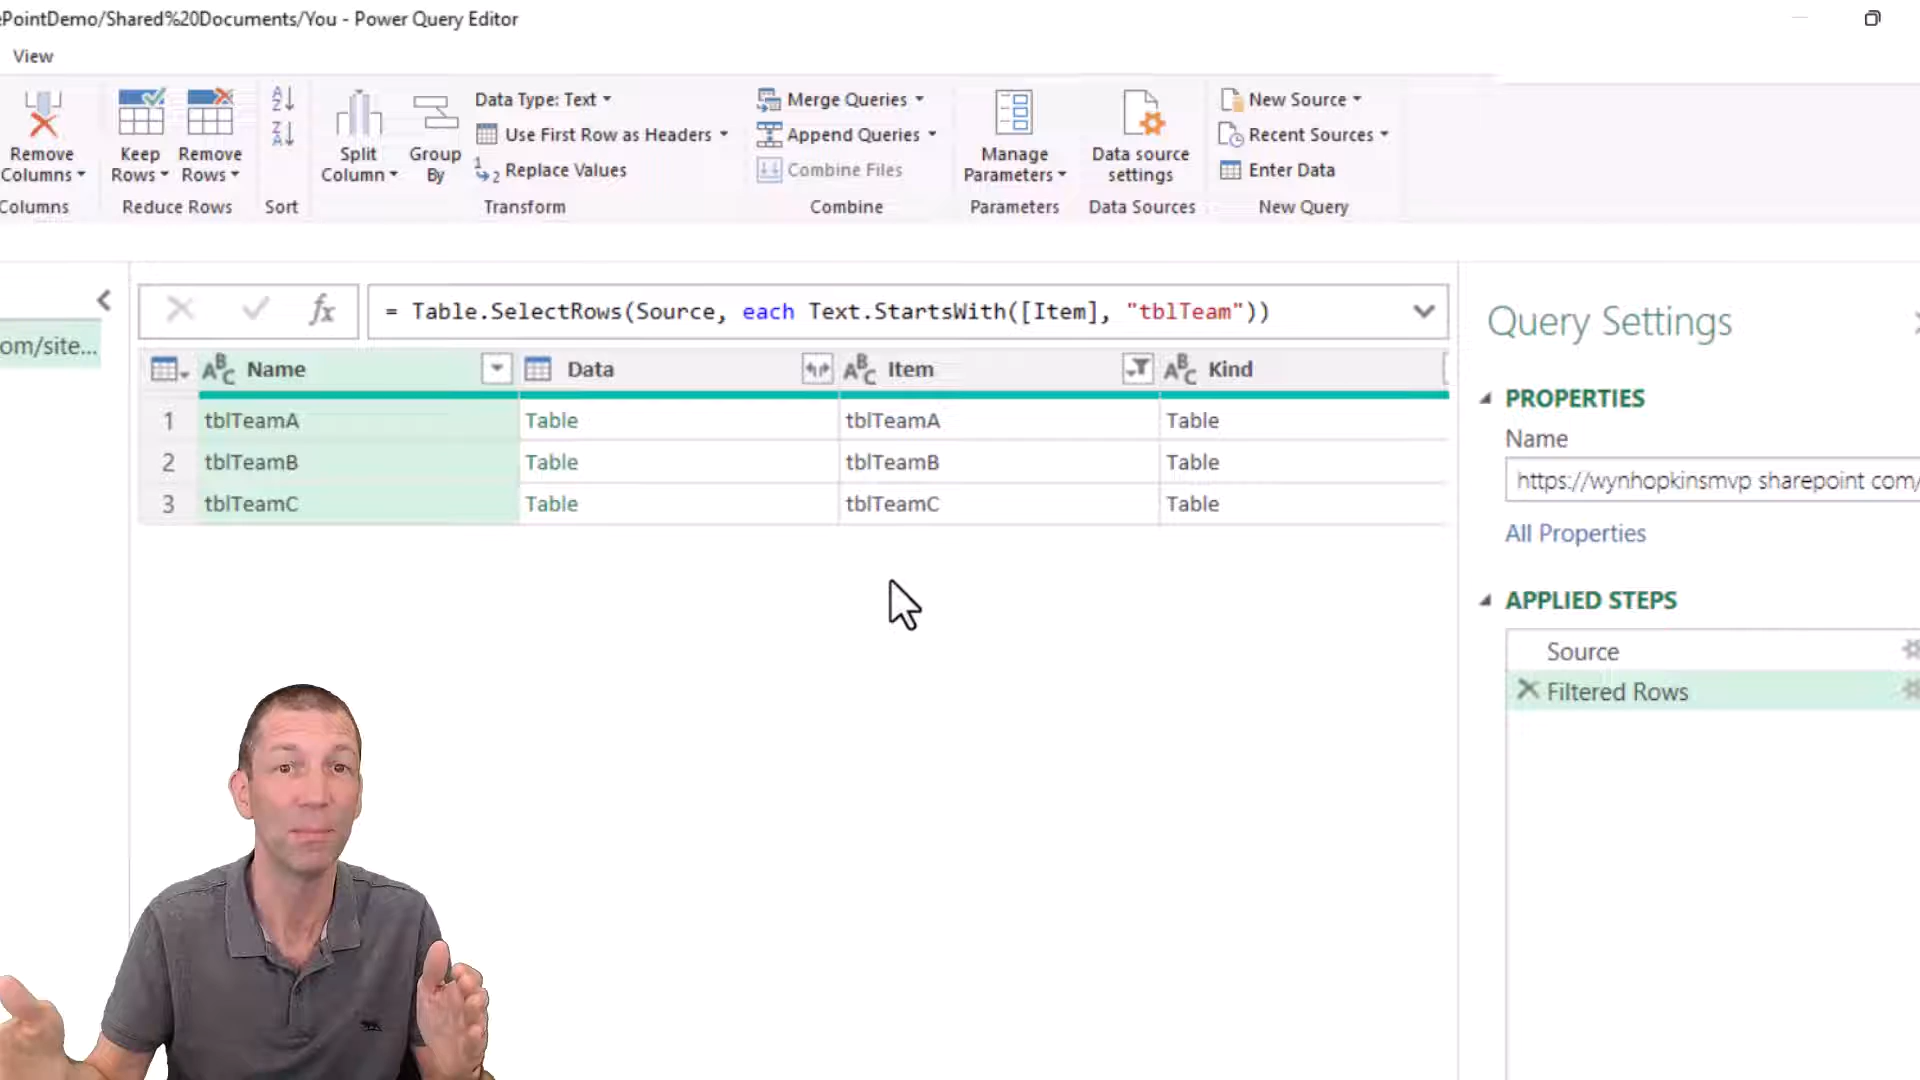 ePointDemo/Shared%20Documents/You - Power Query Editor
View
Remove Columns
Keep Rows
Remove Rows
Split Column
Group By
Data Type: Text
Use First Row as Headers
Replace Values
Merge Queries
Append Queries
Combine Files
Manage Parameters
Data source settings
New Source
Recent Sources
Enter Data
Columns
Reduce Rows
Sort
Transform
Combine
Parameters
Data Sources
New Query
om/site...
fx
= Table.SelectRows(Source, each Text.StartsWith([Item], "tblTeam"))
Name Data Item Kind
1 tblTeamA Table tblTeamA Table
2 tblTeamB Table tblTeamB Table
3 tblTeamC Table tblTeamC Table
Query Settings
PROPERTIES
Name
https://wynhopkinsmvp sharepoint com/
All Properties
APPLIED STEPS
Source
Filtered Rows